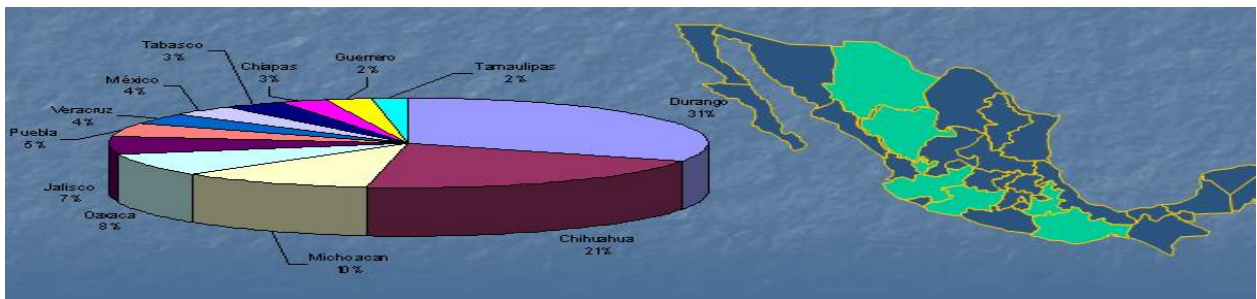 Tabasco
3%
Chiapas
3%
Guerrero
2%
Tamaulipas
2%
México
4%
Veracruz
4%
Puebla
5%
Jalisco
7%
Oaxaca
8%
Michoacan
10%
Chihuahua
21%
Durango
31%